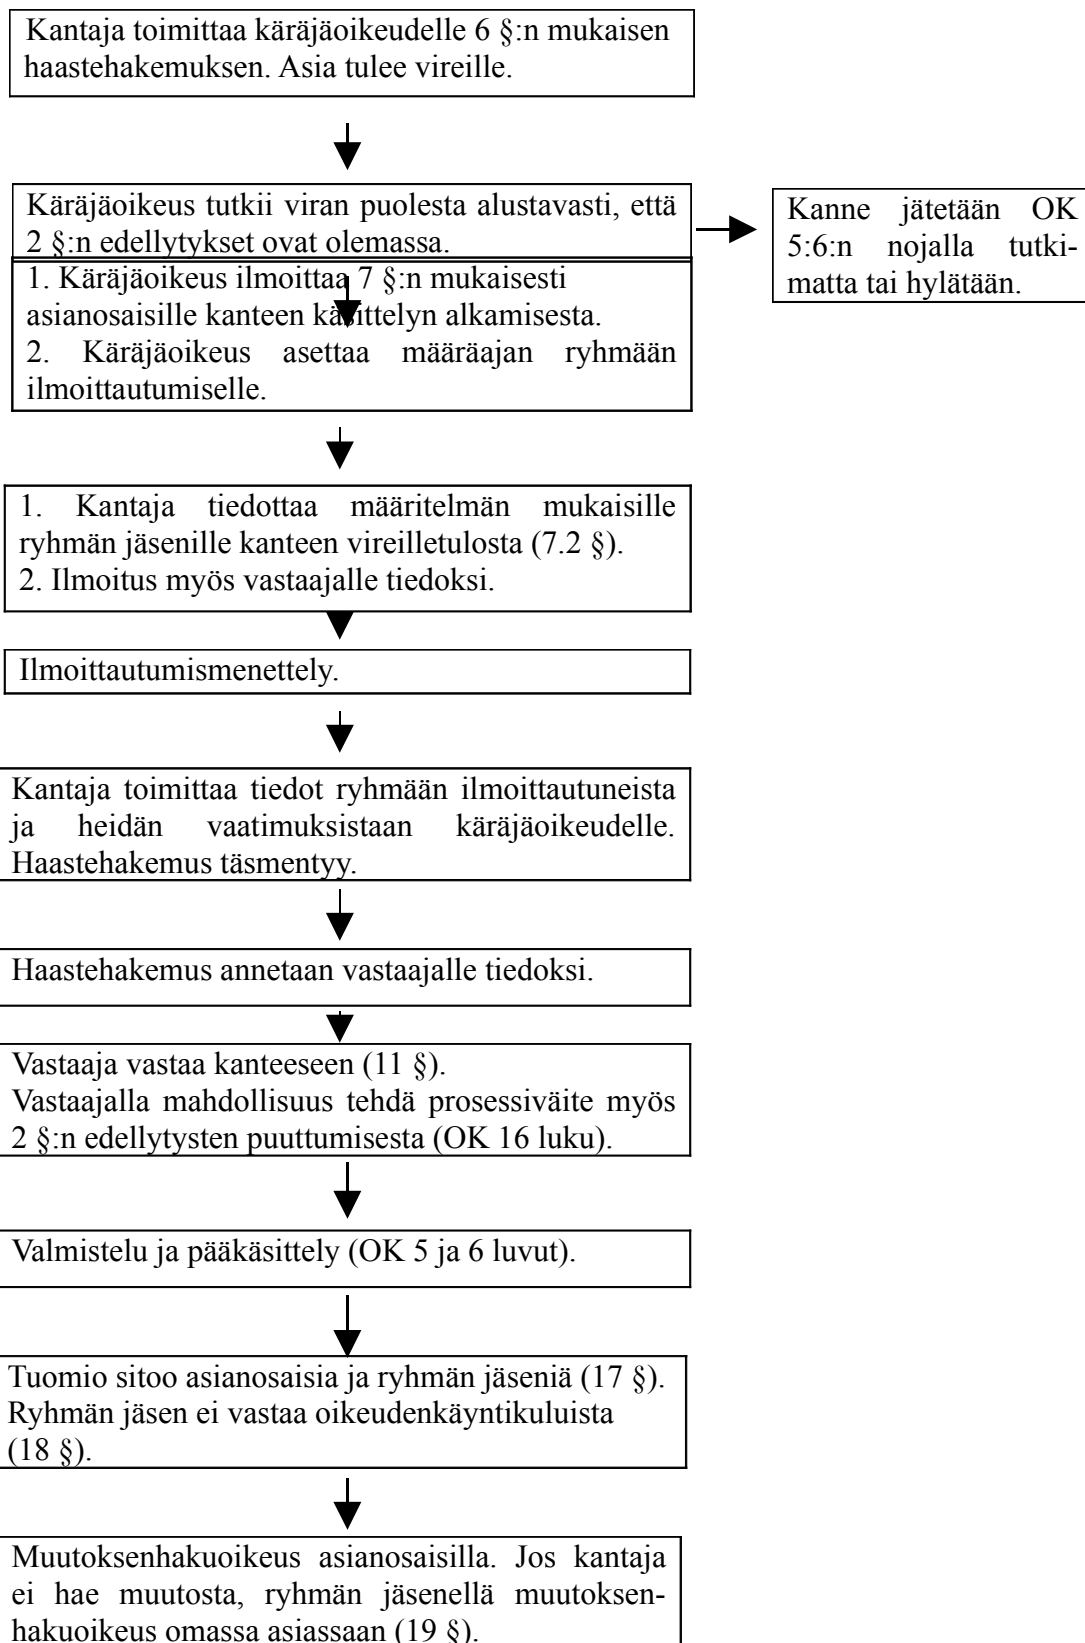 Kantaja toimittaa käräjäoikeudelle 6 §:n mukaisen
haastehakemuksen. Asia tulee vireille.
Käräjäoikeus tutkii viran puolesta alustavasti, että
2 §:n edellytykset ovat olemassa.
Kanne jätetään OK
5:6:n nojalla tutki-
matta tai hylätään.
1. Käräjäoikeus ilmoittaa 7 §:n mukaisesti
asianosaisille kanteen käsittelyn alkamisesta.
2. Käräjäoikeus asettaa määräajan ryhmään
ilmoittautumiselle.
1. Kantaja tiedottaa määritelmän mukaisille
ryhmän jäsenille kanteen vireilletulosta (7.2 §).
2. Ilmoitus myös vastaajalle tiedoksi.
Ilmoittautumismenettely.
Kantaja toimittaa tiedot ryhmään ilmoittautuneista
ja heidän vaatimuksistaan käräjäoikeudelle.
Haastehakemus täsmentyy.
Haastehakemus annetaan vastaajalle tiedoksi.
Vastaaja vastaa kanteeseen (11 §).
Vastaajalla mahdollisuus tehdä prosessiväite myös
2 §:n edellytysten puuttumisesta (OK 16 luku).
Valmistelu ja pääkäsittely (OK 5 ja 6 luvut).
Tuomio sitoo asianosaisia ja ryhmän jäseniä (17 §).
Ryhmän jäsen ei vastaa oikeudenkäyntikuluista
(18 §).
Muutoksenhakuoikeus asianosaisilla. Jos kantaja
ei hae muutosta, ryhmän jäsenellä muutoksen-
hakuoikeus omassa asiassaan (19 §).